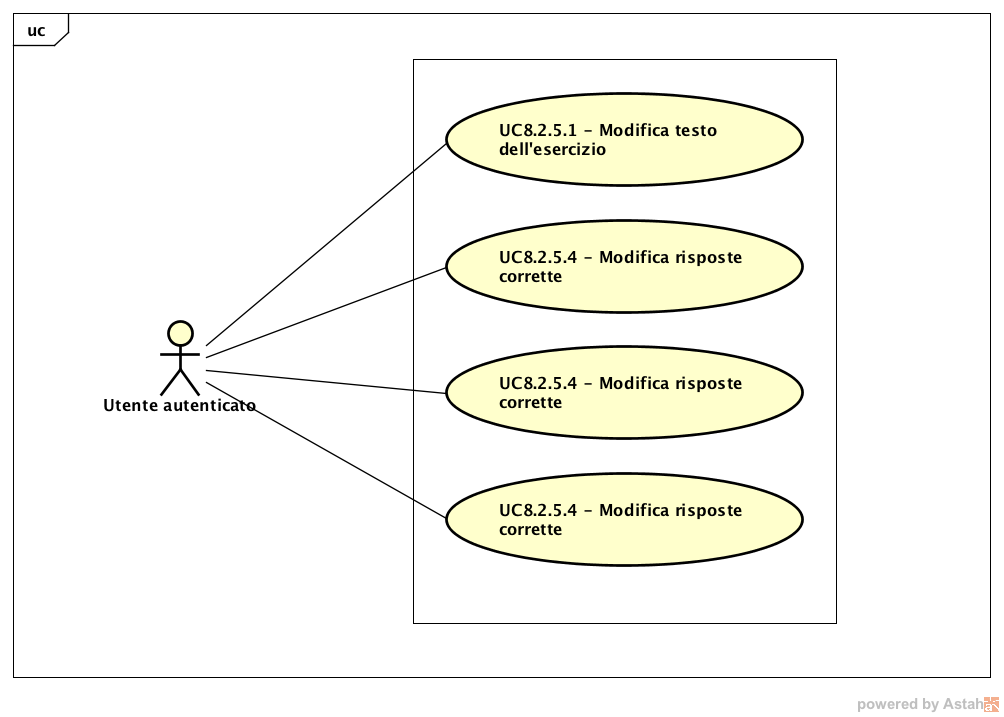 uc
UC8.2.5.1 – Modifica testo
dell'esercizio
UC8.2.5.4 – Modifica risposte
corrette
UC8.2.5.4 – Modifica risposte
corrette
UC8.2.5.4 – Modifica risposte
corrette
Utente autenticato
powered by Astah